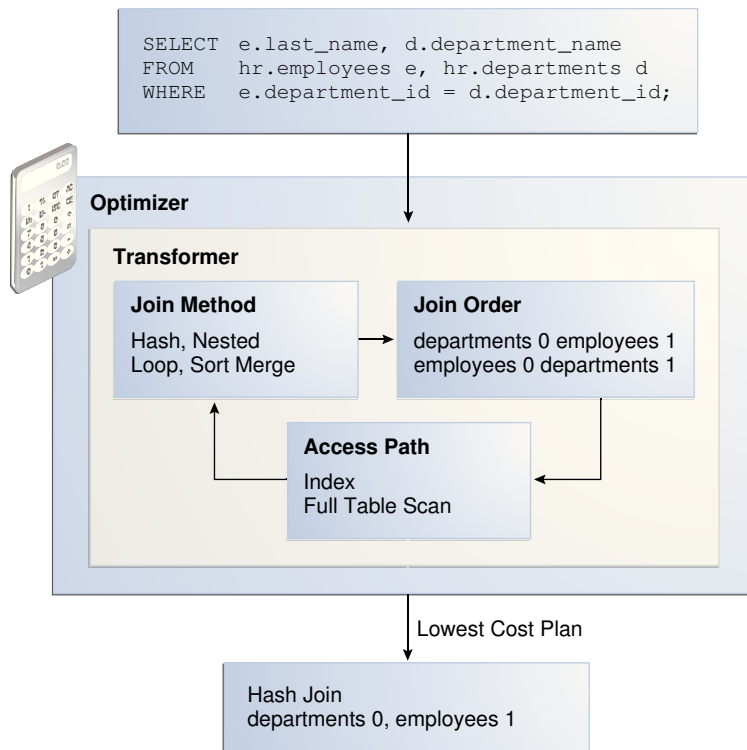 SELECT e.last_name, d.department_name
FROM hr.employees e, hr.departments d
WHERE e.department_id = d.department_id;
0.00
Optimizer
Transformer
Join Method
Hash, Nested
Loop, Sort Merge
Join Order
departments 0 employees 1
employees 0 departments 1
Access Path
Index
Full Table Scan
Lowest Cost Plan
Hash Join
departments 0, employees 1